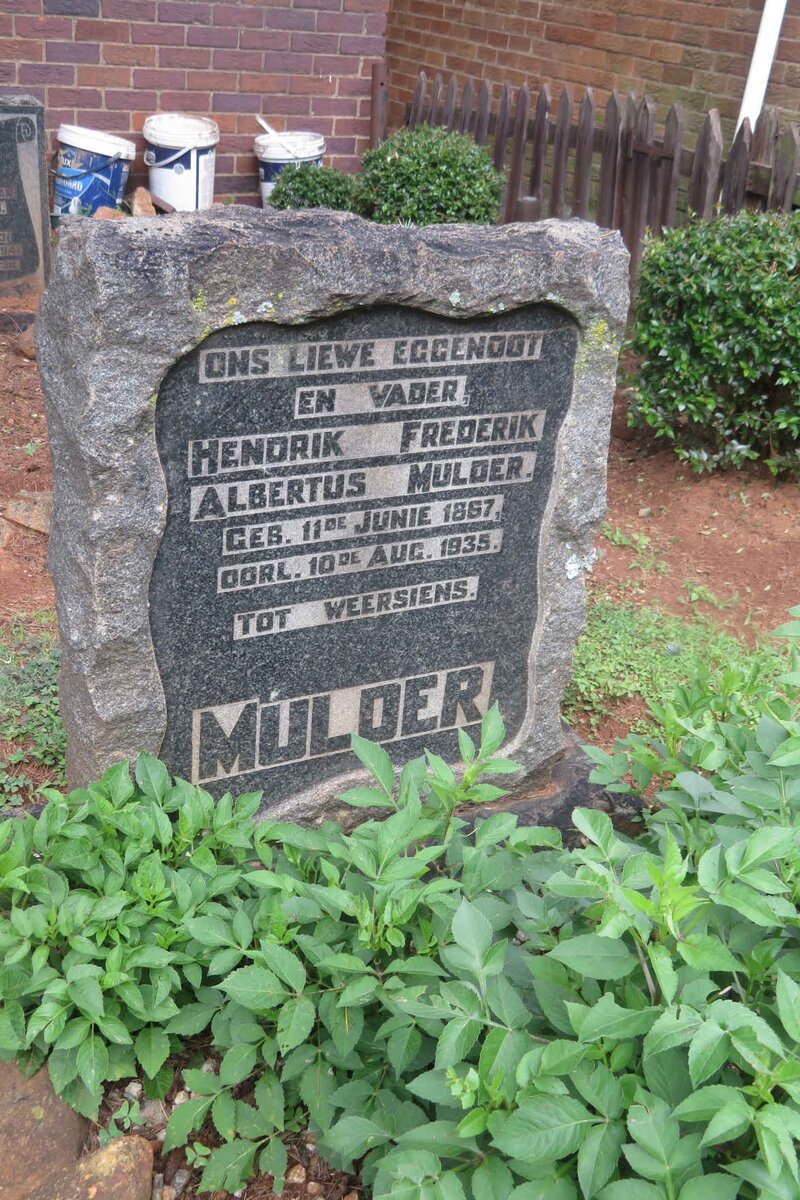 ONS LIEWE EGGENOOT
EN VADER,
HENDRIK FREDERIK
ALBERTUS MULDER.
GEB. 11DE JUNIE 1867,
OORL. 10DE AUG. 1935.
TOT WEERSIENS.
MULDER